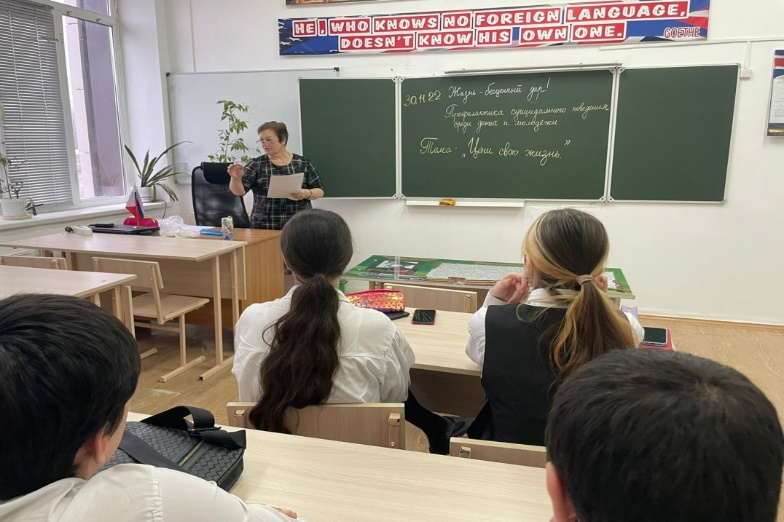 HE, WHO KNOWS NO FOREIGN LANGUAGE,
DOESN'T KNOW HIS OWN ONE.
GOETHE
30.11.22 Жизнь - бесценный дар!
Профилактика суицидального поведения
среди детей и молодёжи
Тема: „Цени свою жизнь."